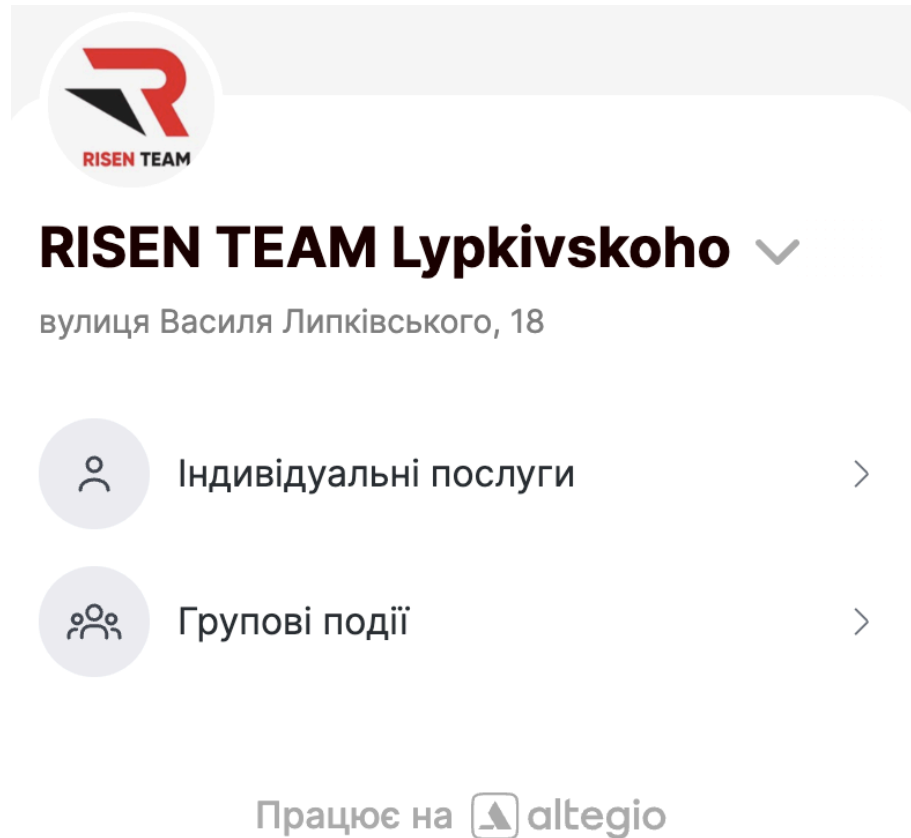 RISEN TEAM
RISEN TEAM Lypkivskoho
вулиця Василя Липківського, 18
Індивідуальні послуги
Групові події
Працює на altegio